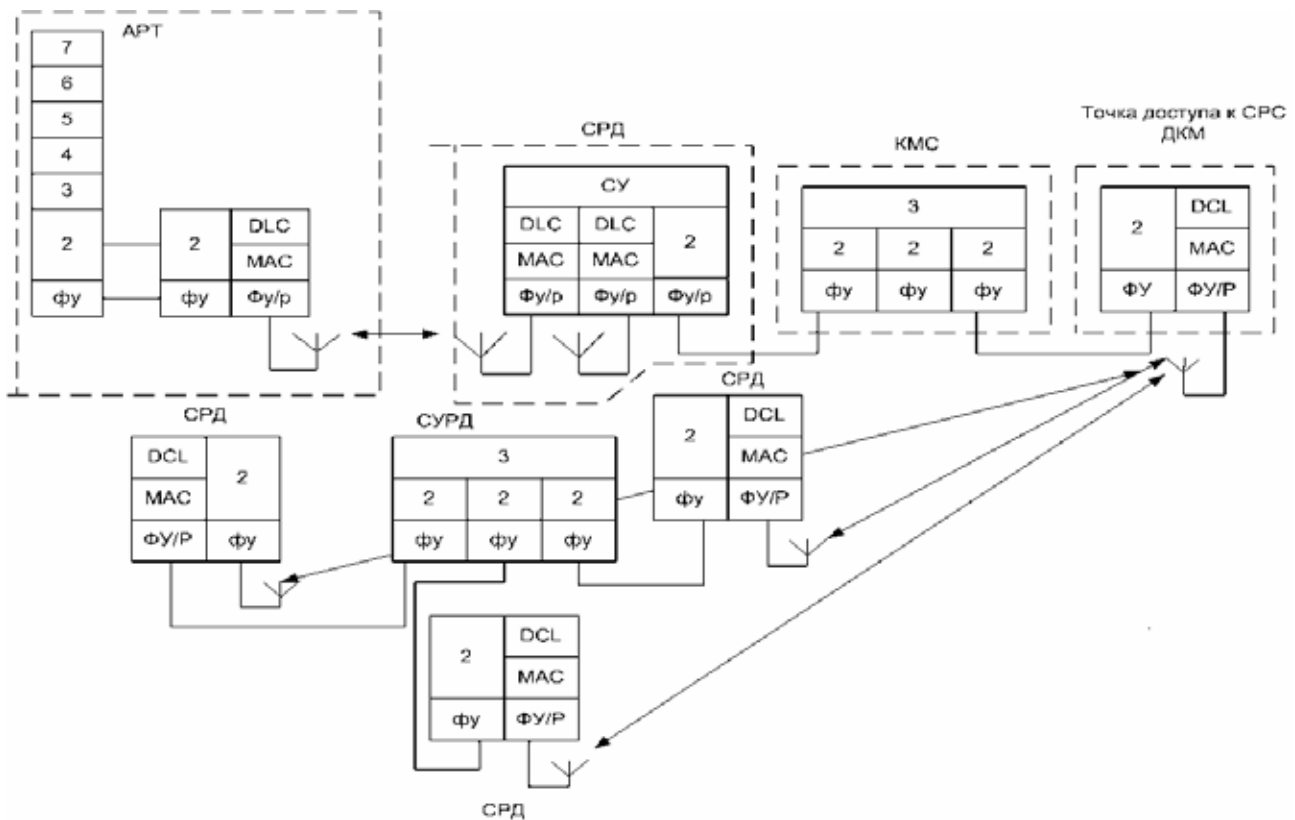 АРТ
7
6
5
4
3
2
фу
2
фу
DLC
MAC
Фу/р
СРД
СУ
DLC
DLC
MAC
MAC
2
Фу/р
Фу/р
Фу/р
КМС
3
2
2
2
фу
фу
фу
Точка доступа к СРС
ДКМ
2
DCL
MAC
ФУ
ФУ/Р
СРД
DCL
MAC
2
ФУ/Р
фу
СУРД
3
2
2
2
фу
фу
фу
СРД
2
DCL
MAC
фу
ФУ/Р
2
DCL
MAC
фу
ФУ/Р
СРД